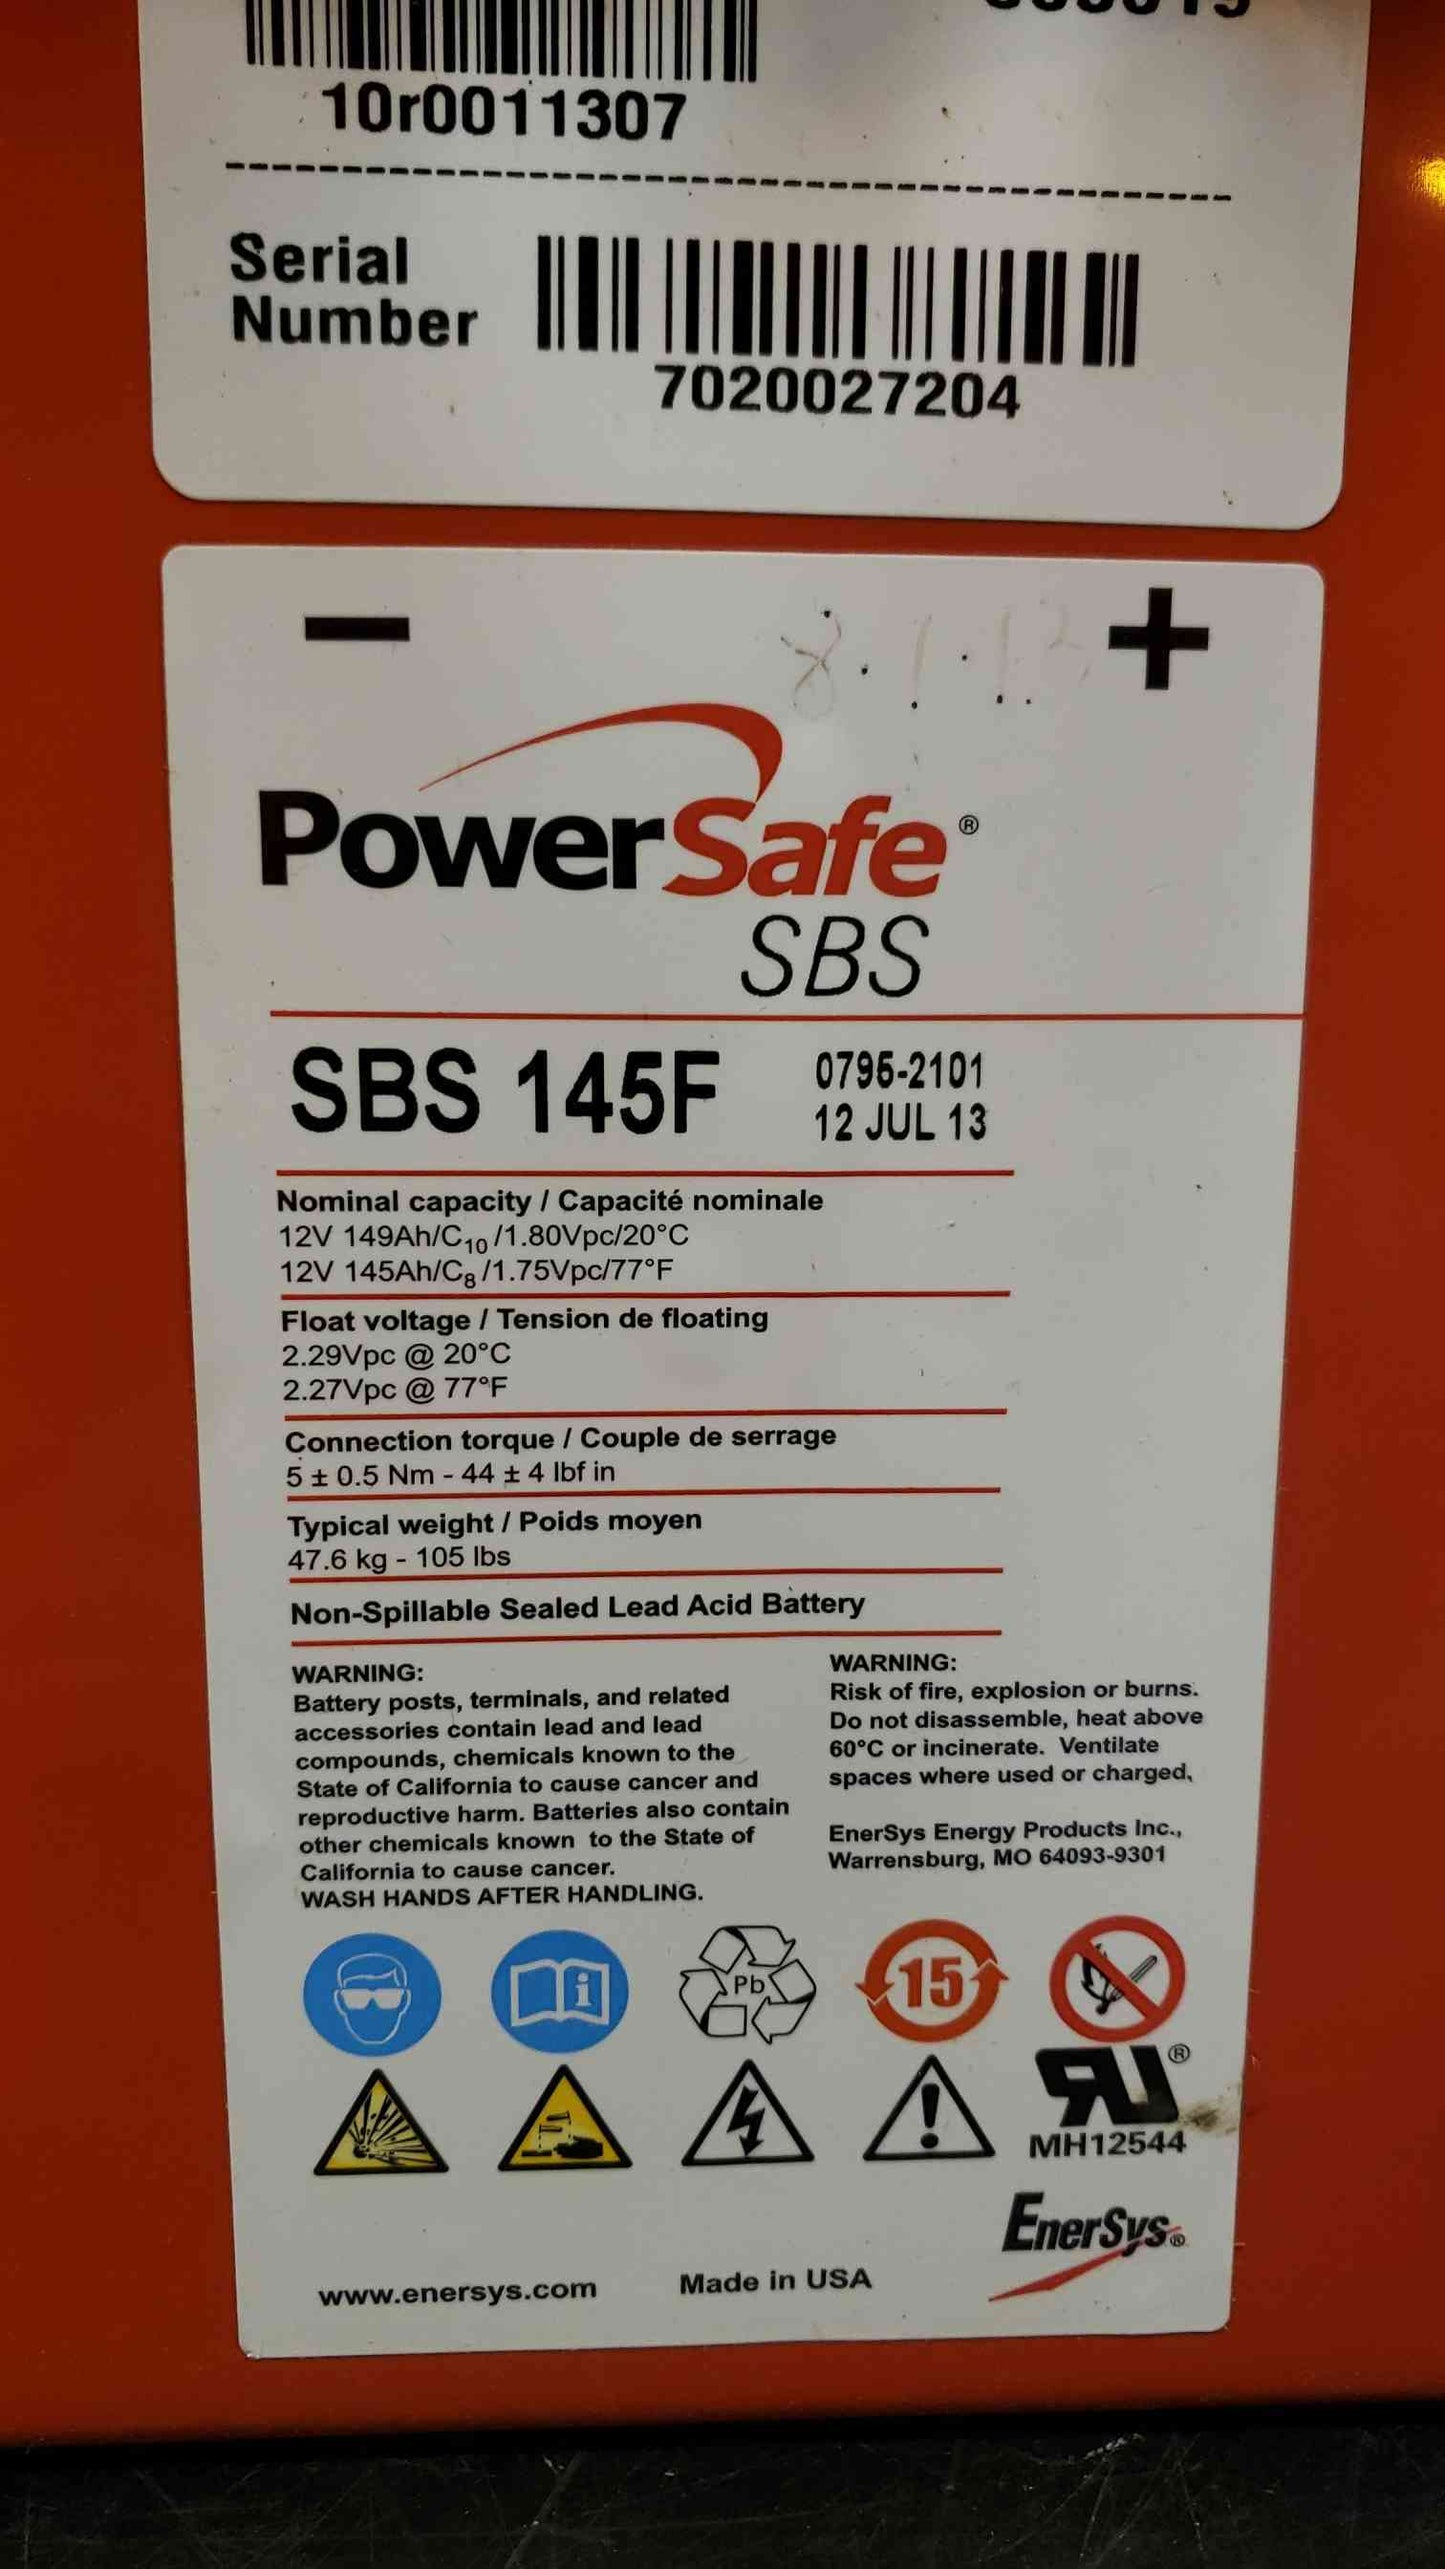 10r0011307
Serial
Number
7020027204
− +
PowerSafe®
SBS
SBS 145F
0795-2101
12 JUL 13
Nominal capacity / Capacité nominale
12V 149Ah/C10 /1.80Vpc/20°C
12V 145Ah/C8 /1.75Vpc/77°F
Float voltage / Tension de floating
2.29Vpc @ 20°C
2.27Vpc @ 77°F
Connection torque / Couple de serrage
5 ± 0.5 Nm - 44 ± 4 lbf in
Typical weight / Poids moyen
47.6 kg - 105 lbs
Non-Spillable Sealed Lead Acid Battery
WARNING:
Battery posts, terminals, and related
accessories contain lead and lead
compounds, chemicals known to the
State of California to cause cancer and
reproductive harm. Batteries also contain
other chemicals known to the State of
California to cause cancer.
WASH HANDS AFTER HANDLING.
WARNING:
Risk of fire, explosion or burns.
Do not disassemble, heat above
60°C or incinerate. Ventilate
spaces where used or charged.
EnerSys Energy Products Inc.,
Warrensburg, MO 64093-9301
i
Pb
15
®
MH12544
EnerSys®
www.enersys.com
Made in USA